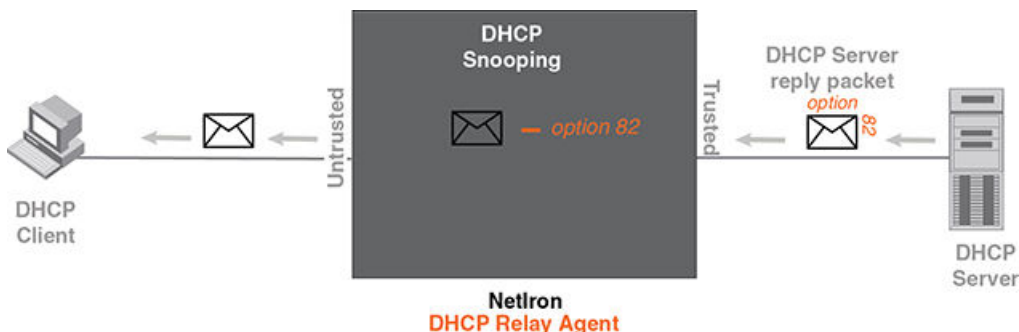 DHCP
Snooping
– option 82
Untrusted
Trusted
DHCP Server
reply packet
option
82
DHCP
Client
DHCP
Server
NetIron
DHCP Relay Agent